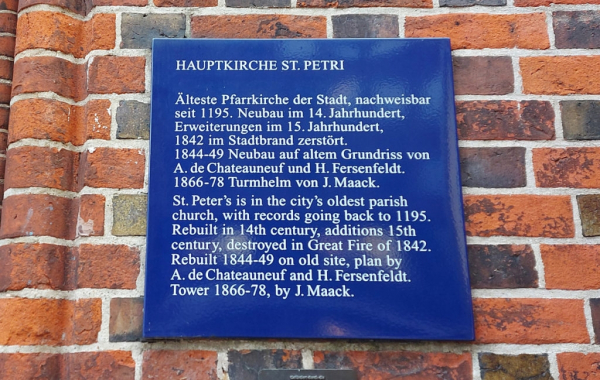 HAUPTKIRCHE ST. PETRI
Älteste Pfarrkirche der Stadt, nachweisbar
seit 1195. Neubau im 14. Jahrhundert,
Erweiterungen im 15. Jahrhundert,
1842 im Stadtbrand zerstört.
1844-49 Neubau auf altem Grundriss von
A. de Chateauneuf und H. Fersenfeldt.
1866-78 Turmhelm von J. Maack.
St. Peter's is in the city's oldest parish
church, with records going back to 1195.
Rebuilt in 14th century, additions 15th
century, destroyed in Great Fire of 1842.
Rebuilt 1844-49 on old site, plan by
A. de Chateauneuf and H. Fersenfeldt.
Tower 1866-78, by J. Maack.